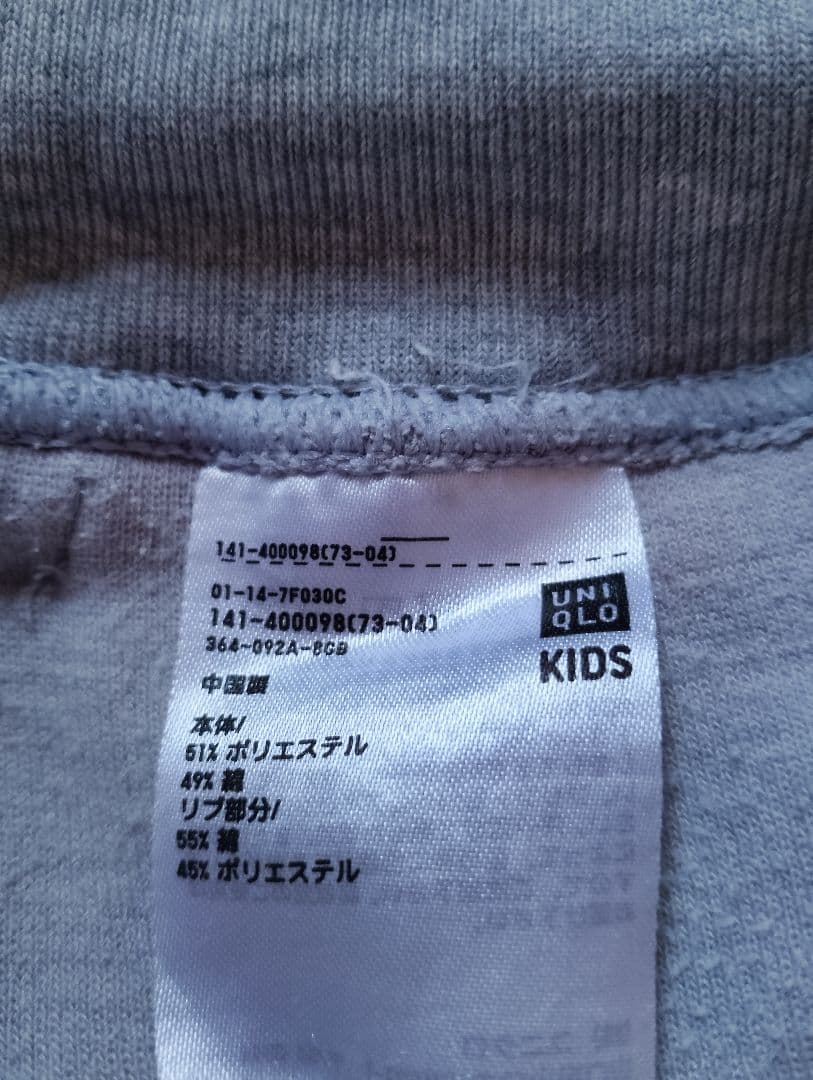 141-400098(73-04)
01-14-7F030C
141-400098(73-04)
364-092A-8GB
中国製
本体/
51% ポリエステル
49% 綿
リブ部分/
55% 綿
45% ポリエステル
UNI
QLO
KIDS